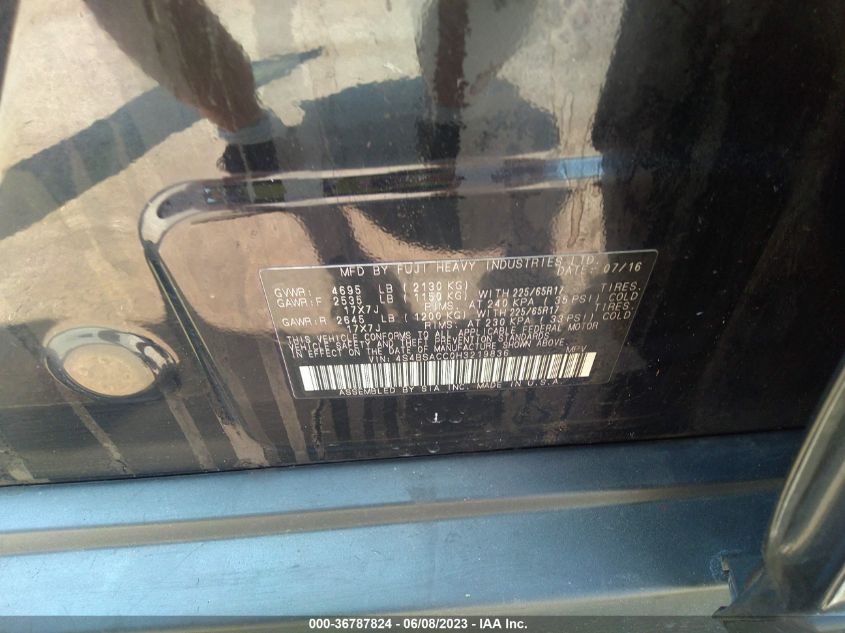 MFD BY FUJI HEAVY INDUSTRIES LTD.
DATE: 07/16
GVWR: 4695 LB (2130 KG)
GAWR:F 2535 LB (1150 KG) WITH 225/65R17 TIRES.
17X7J RIMS. AT 240 KPA (35 PSI) COLD
GAWR:R 2645 LB (1200 KG) WITH 225/65R17 TIRES.
17X7J RIMS. AT 230 KPA (33 PSI) COLD
THIS VEHICLE CONFORMS TO ALL APPLICABLE FEDERAL MOTOR
VEHICLE SAFETY, THEFT PREVENTION STANDARDS
IN EFFECT ON THE DATE OF MANUFACTURE SHOWN ABOVE.
VIN: 4S4BSACC0H3219836 MPV
ASSEMBLED BY SIA INC. MADE IN U.S.A
000-36787824 - 06/08/2023 - IAA Inc.